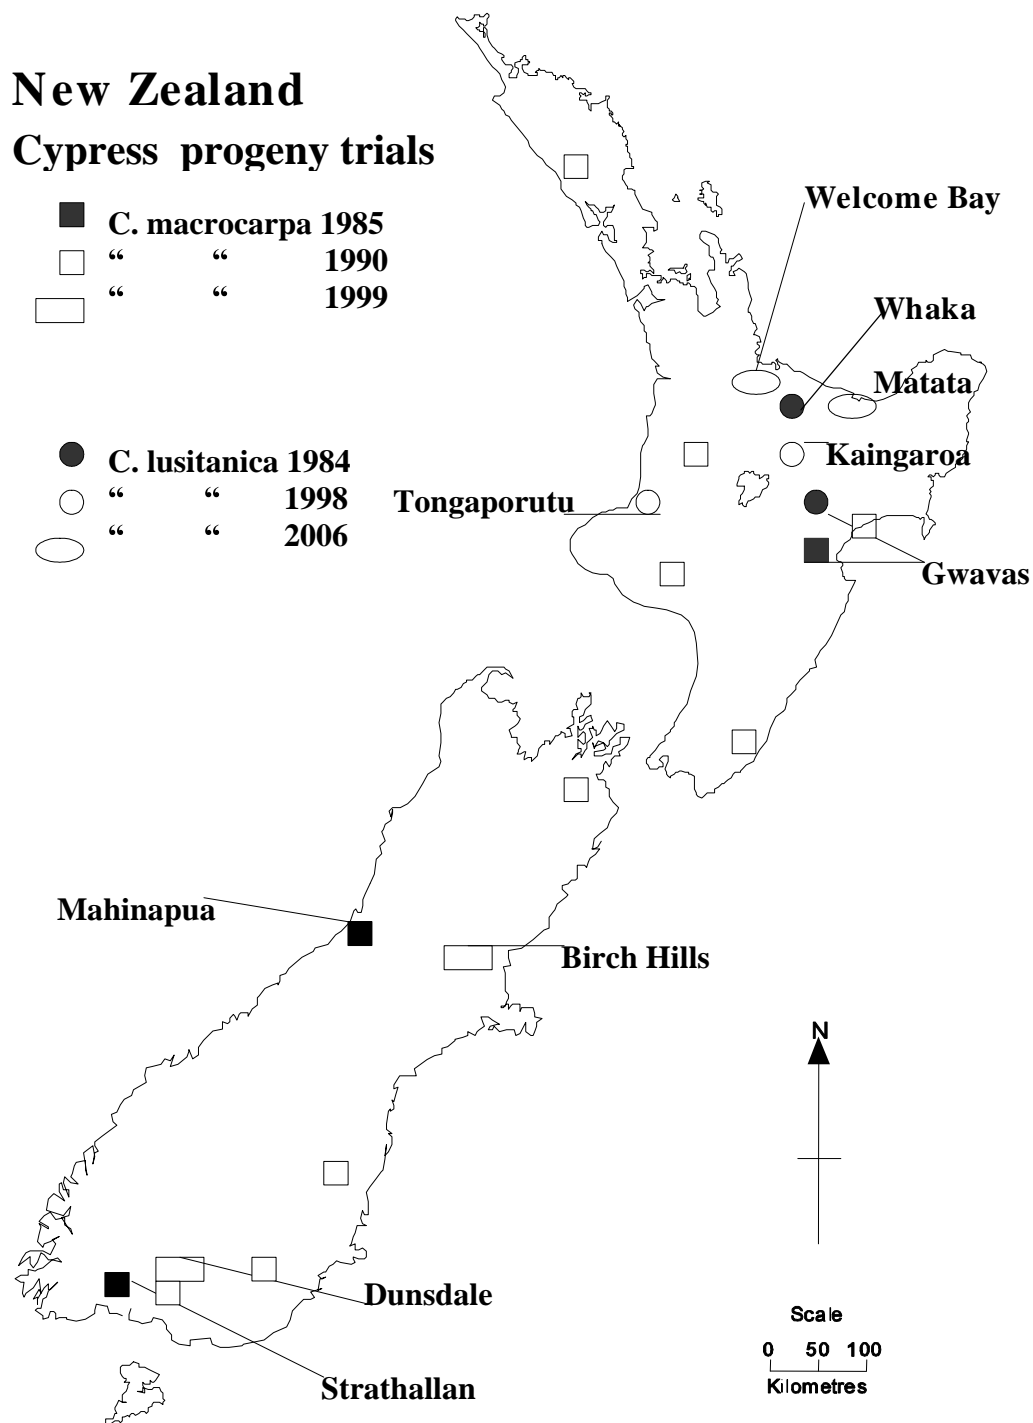 New Zealand
Cypress progeny trials
C. macrocarpa 1985
“ “ 1990
“ “ 1999
C. lusitanica 1984
“ “ 1998
“ “ 2006
Welcome Bay
Whaka
Matata
Kaingaroa
Tongaporutu
Gwavas
Mahinapua
Birch Hills
N
Dunsdale
Scale
0 50 100
Kilometres
Strathallan